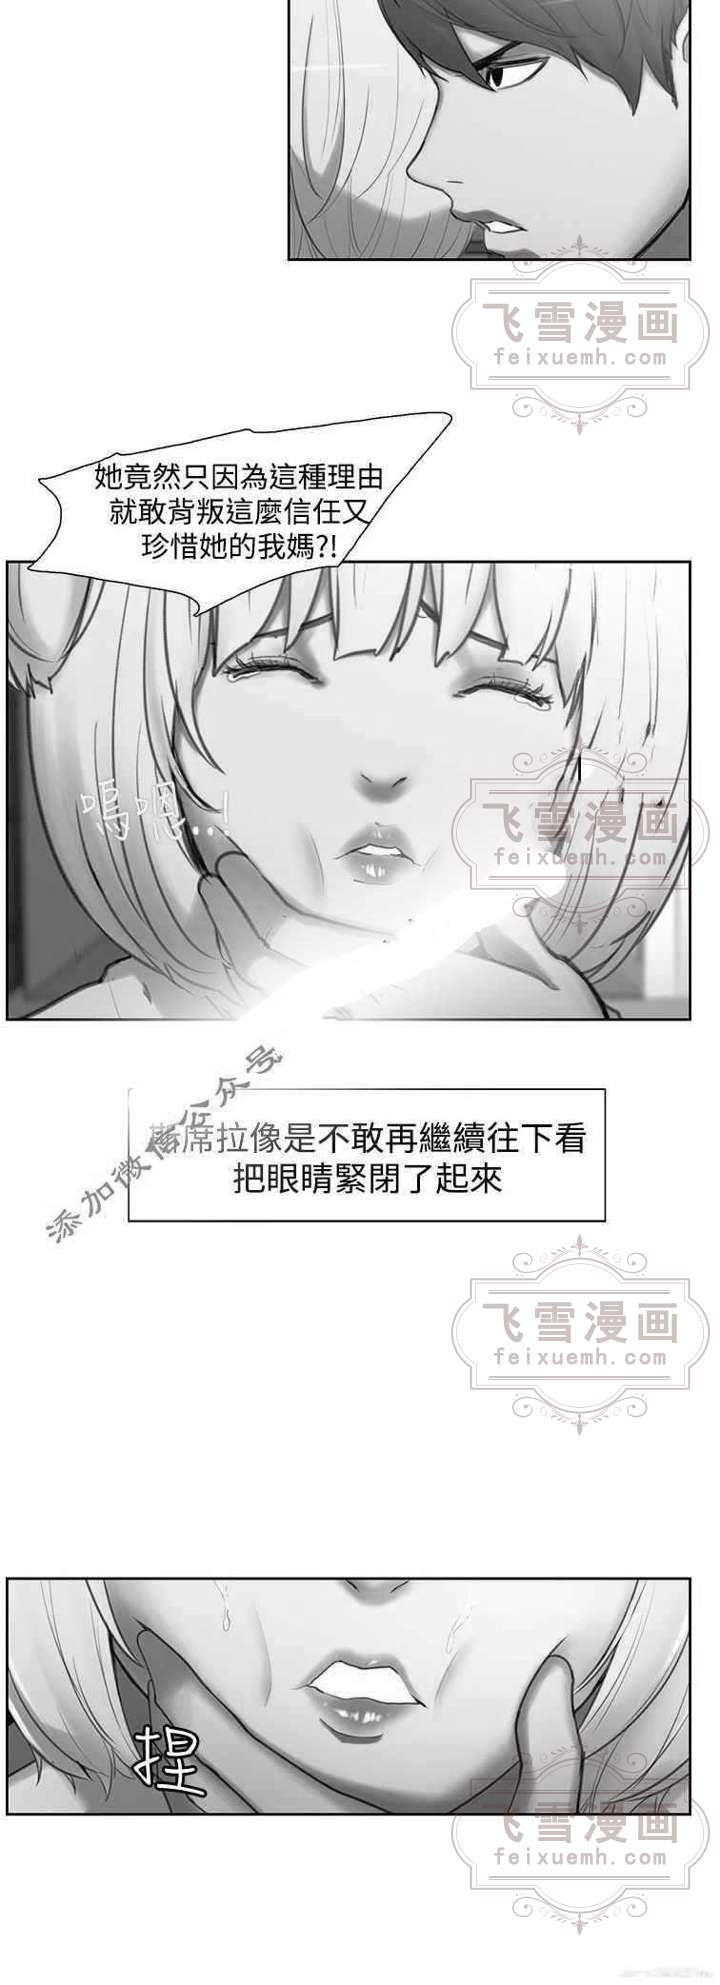 飞雪漫画
feixuemh.com
她竟然只因為這種理由
就敢背叛這麼信任又
珍惜她的我媽?!
嗚嗯..!
飞雪漫画
feixuemh.com
添加微信公众号
席拉像是不敢再繼續往下看
把眼睛緊閉了起來
飞雪漫画
feixuemh.com
捏
飞雪漫画
feixuemh.com